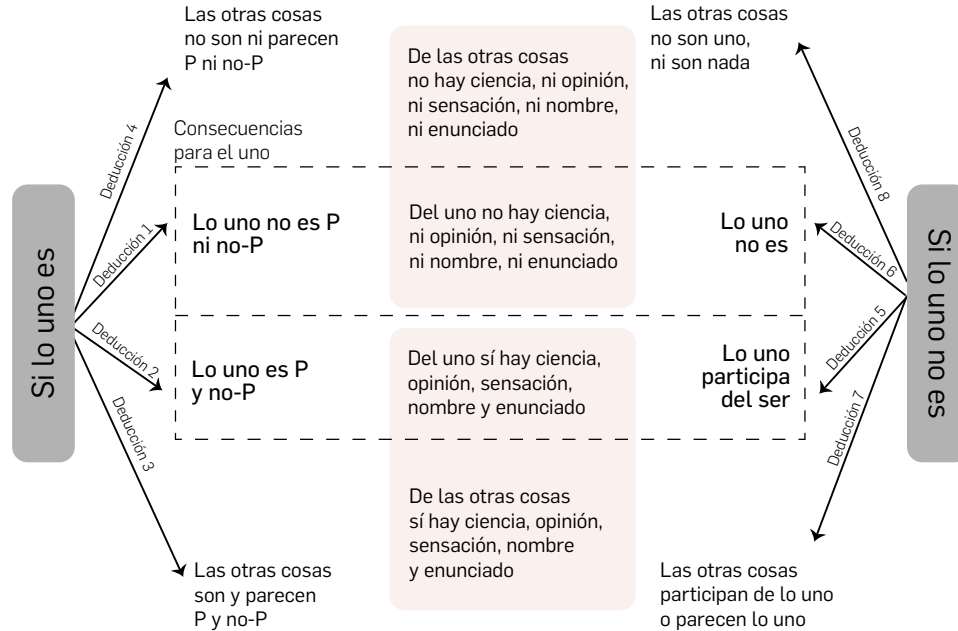 Las otras cosas
no son ni parecen
P ni no-P
De las otras cosas
no hay ciencia, ni opinión,
ni sensación, ni nombre,
ni enunciado
Las otras cosas
no son uno,
ni son nada
Deducción 4
Consecuencias
para el uno
Deducción 8
Si lo uno es
Deducción 1
Lo uno no es P
ni no-P
Del uno no hay ciencia,
ni opinión, ni sensación,
ni nombre, ni enunciado
Lo uno
no es
Deducción 6
Si lo uno no es
Deducción 2
Lo uno es P
y no-P
Del uno sí hay ciencia,
opinión, sensación,
nombre y enunciado
Lo uno
participa
del ser
Deducción 5
Deducción 3
Deducción 7
De las otras cosas
sí hay ciencia, opinión,
sensación, nombre
y enunciado
Las otras cosas
son y parecen
P y no-P
Las otras cosas
participan de lo uno
o parecen lo uno